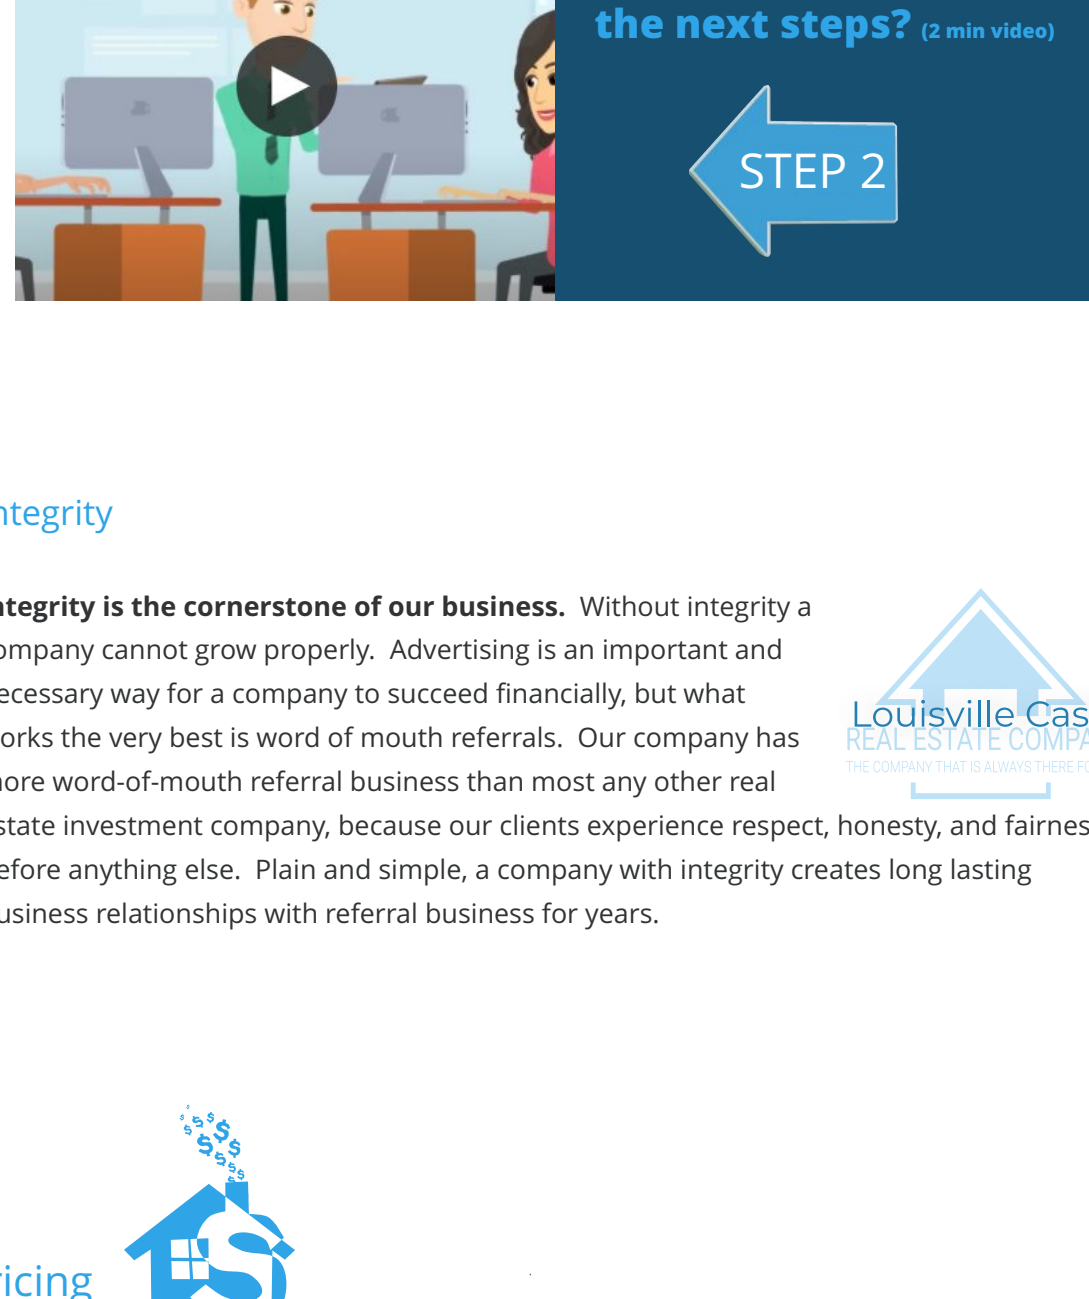 the next steps? (2 min video)
STEP 2
ntegrity
ntegrity is the cornerstone of our business. Without integrity a
ompany cannot grow properly. Advertising is an important and
ecessary way for a company to succeed financially, but what
orks the very best is word of mouth referrals. Our company has
ore word-of-mouth referral business than most any other real
state investment company, because our clients experience respect, honesty, and fairnes
efore anything else. Plain and simple, a company with integrity creates long lasting
usiness relationships with referral business for years.
Louisville Cas
REAL ESTATE COMPA
THE COMPANY THAT IS ALWAYS THERE FO
ricing